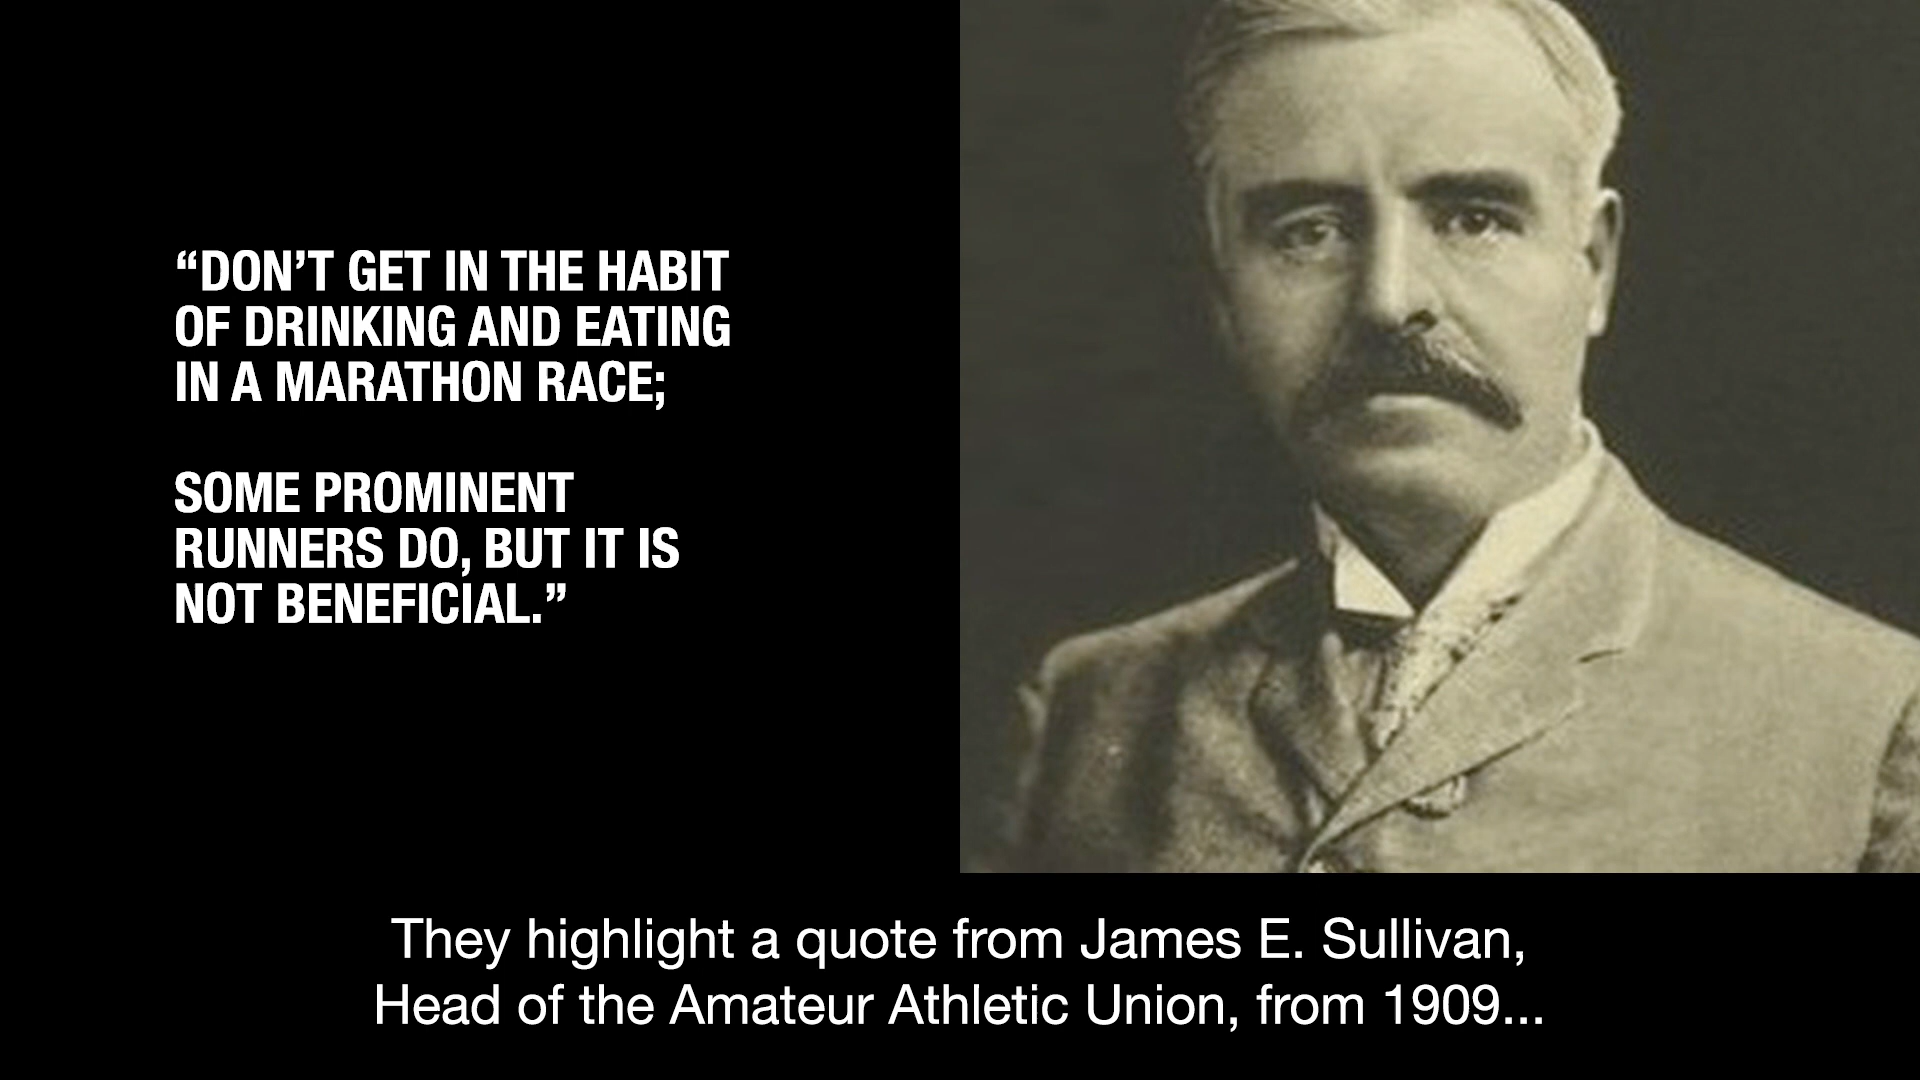 “DON’T GET IN THE HABIT
OF DRINKING AND EATING
IN A MARATHON RACE;
SOME PROMINENT
RUNNERS DO, BUT IT IS
NOT BENEFICIAL.”
They highlight a quote from James E. Sullivan,
Head of the Amateur Athletic Union, from 1909...